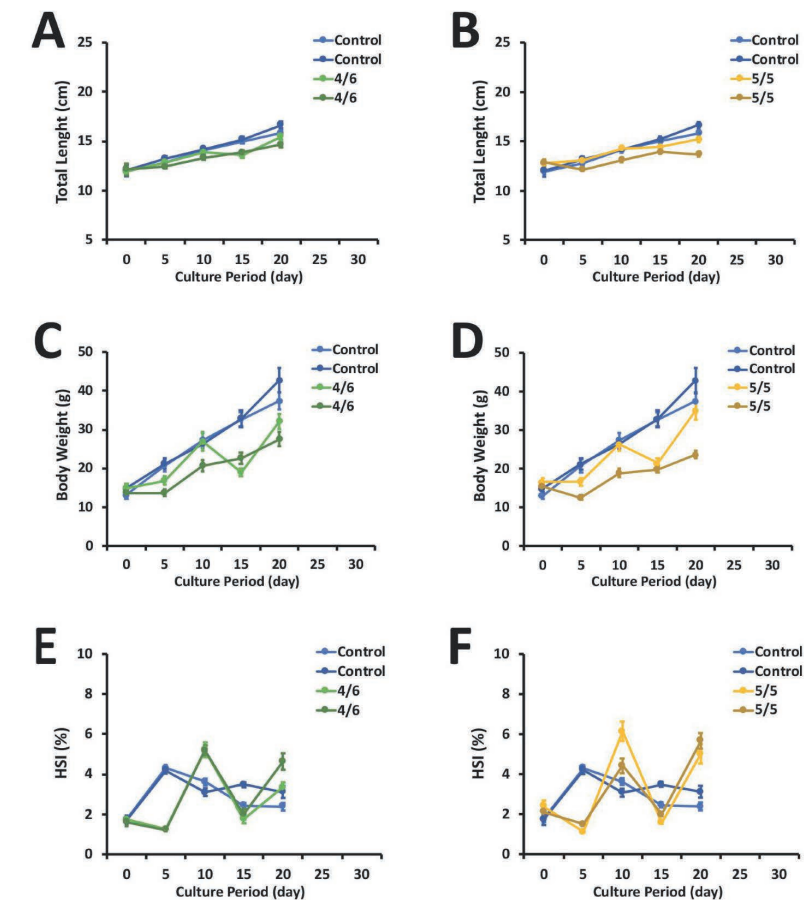 A
25
20
15
10
5
Total Lenght (cm)
0 5 10 15 20 25 30
Culture Period (day)
Control
Control
4/6
4/6
B
25
20
15
10
5
Total Lenght (cm)
0 5 10 15 20 25 30
Culture Period (day)
Control
Control
5/5
5/5
C
50
40
30
20
10
0
Body Weight (g)
0 5 10 15 20 25 30
Culture Period (day)
Control
Control
4/6
4/6
D
50
40
30
20
10
0
Body Weight (g)
0 5 10 15 20 25 30
Culture Period (day)
Control
Control
5/5
5/5
E
10
8
6
4
2
0
HSI (%)
0 5 10 15 20 25 30
Culture Period (day)
Control
Control
4/6
4/6
F
10
8
6
4
2
0
HSI (%)
0 5 10 15 20 25 30
Culture Period (day)
Control
Control
5/5
5/5